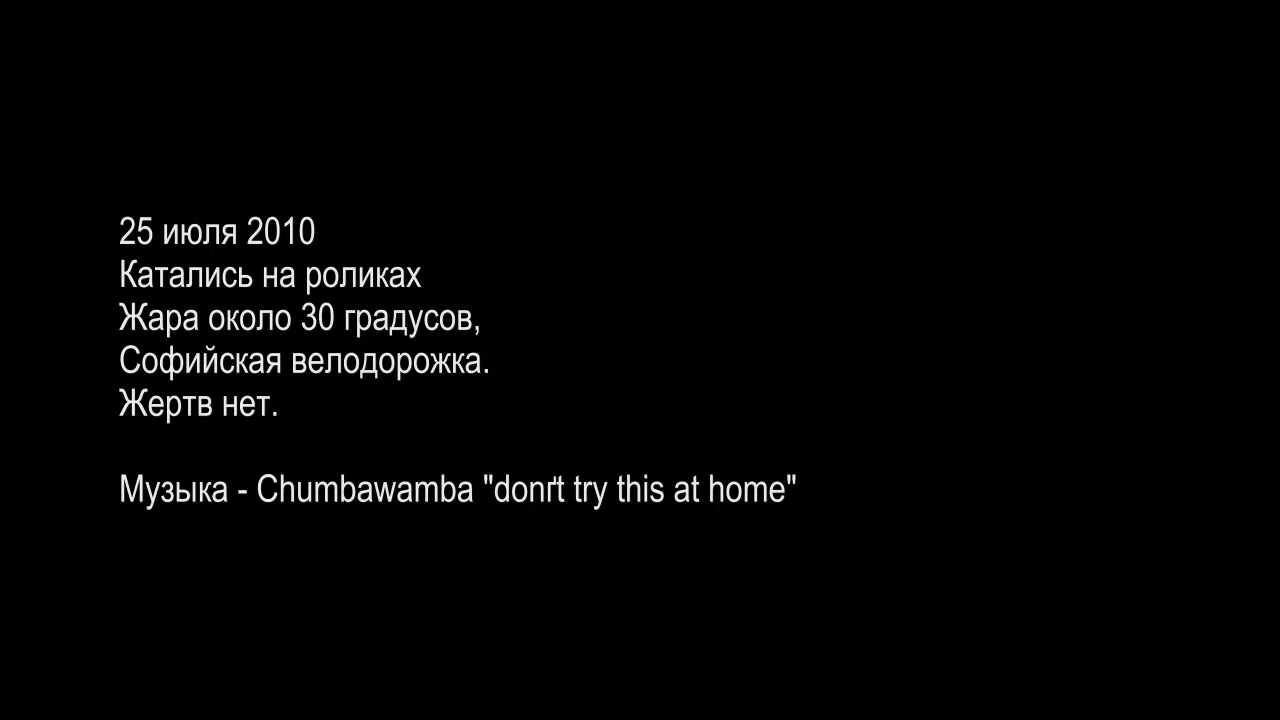 25 июля 2010
Катались на роликах
Жара около 30 градусов,
Софийская велодорожка.
Жертв нет.
Музыка - Chumbawamba "donґt try this at home"